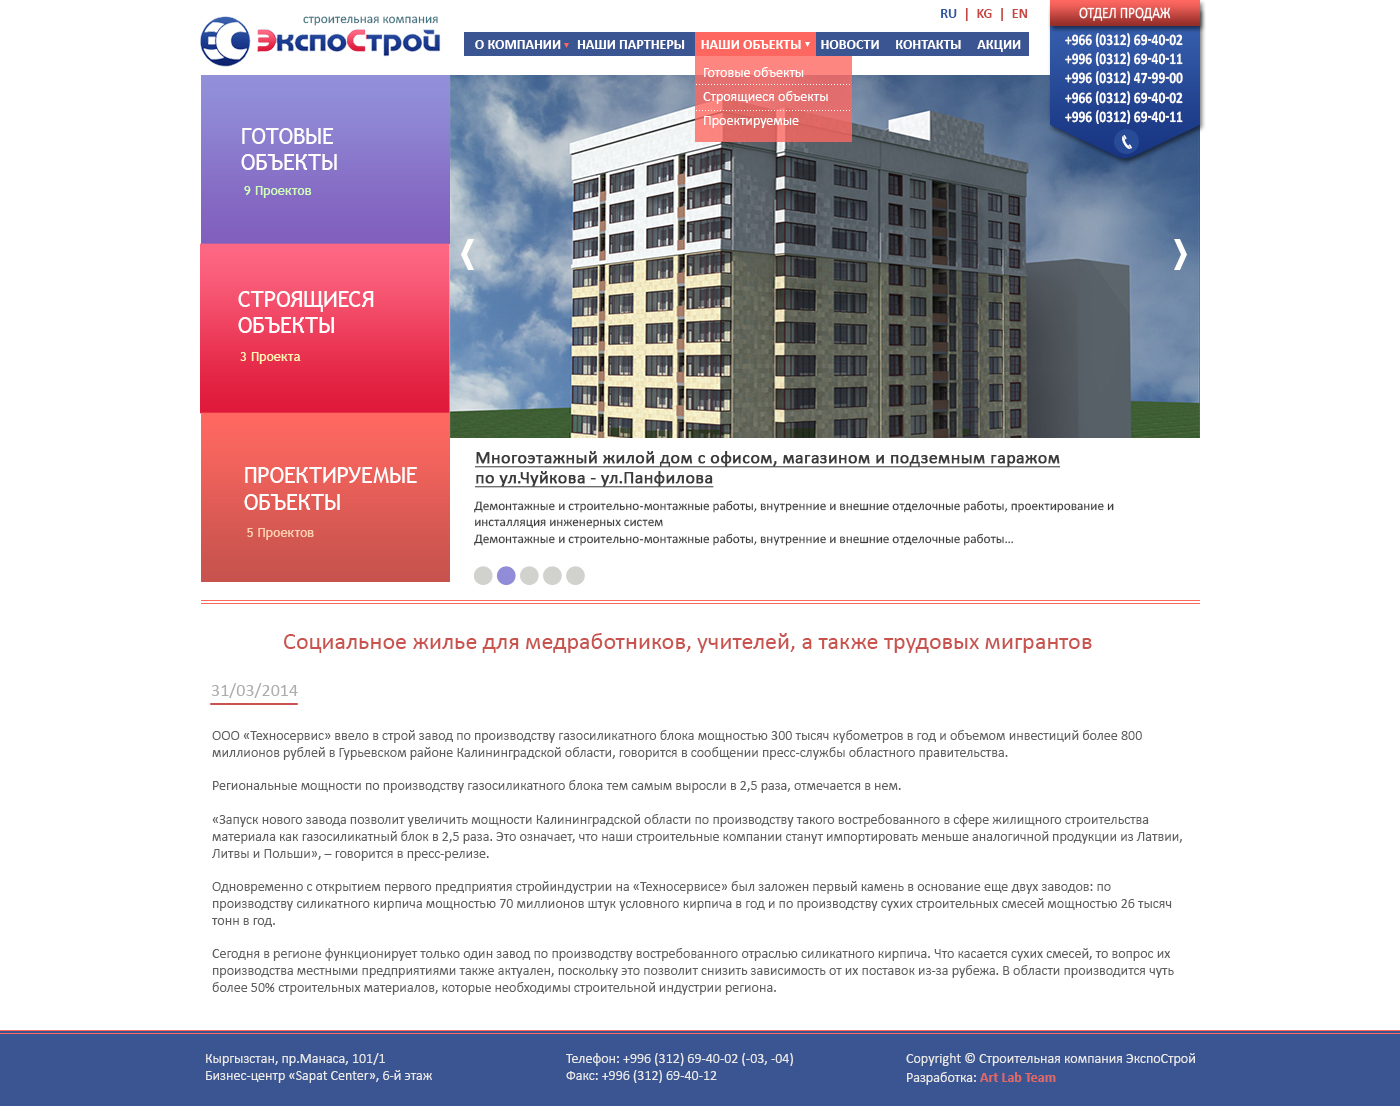 строительная компания
ЭкспоСтрой
RU | KG | EN
О КОМПАНИИ НАШИ ПАРТНЕРЫ НАШИ ОБЪЕКТЫ НОВОСТИ КОНТАКТЫ АКЦИИ
Готовые объекты
Строящиеся объекты
Проектируемые
ОТДЕЛ ПРОДАЖ
+966 (0312) 69-40-02
+996 (0312) 69-40-11
+996 (0312) 47-99-00
+966 (0312) 69-40-02
+996 (0312) 69-40-11
ГОТОВЫЕ
ОБЪЕКТЫ
9 Проектов
СТРОЯЩИЕСЯ
ОБЪЕКТЫ
3 Проекта
ПРОЕКТИРУЕМЫЕ
ОБЪЕКТЫ
5 Проектов
Многоэтажный жилой дом с офисом, магазином и подземным гаражом
по ул.Чуйкова - ул.Панфилова
Демонтажные и строительно-монтажные работы, внутренние и внешние отделочные работы, проектирование и
инсталляция инженерных систем
Демонтажные и строительно-монтажные работы, внутренние и внешние отделочные работы...
Социальное жилье для медработников, учителей, а также трудовых мигрантов
31/03/2014
ООО «Техносервис» ввело в строй завод по производству газосиликатного блока мощностью 300 тысяч кубометров в год и объемом инвестиций более 800
миллионов рублей в Гурьевском районе Калининградской области, говорится в сообщении пресс-службы областного правительства.
Региональные мощности по производству газосиликатного блока тем самым выросли в 2,5 раза, отмечается в нем.
«Запуск нового завода позволит увеличить мощности Калининградской области по производству такого востребованного в сфере жилищного строительства
материала как газосиликатный блок в 2,5 раза. Это означает, что наши строительные компании станут импортировать меньше аналогичной продукции из Латвии,
Литвы и Польши», – говорится в пресс-релизе.
Одновременно с открытием первого предприятия стройиндустрии на «Техносервисе» был заложен первый камень в основание еще двух заводов: по
производству силикатного кирпича мощностью 70 миллионов штук условного кирпича в год и по производству сухих строительных смесей мощностью 26 тысяч
тонн в год.
Сегодня в регионе функционирует только один завод по производству востребованного отраслью силикатного кирпича. Что касается сухих смесей, то вопрос их
производства местными предприятиями также актуален, поскольку это позволит снизить зависимость от их поставок из-за рубежа. В области производится чуть
более 50% строительных материалов, которые необходимы строительной индустрии региона.
Кыргызстан, пр.Манаса, 101/1
Бизнес-центр «Sapat Center», 6-й этаж
Телефон: +996 (312) 69-40-02 (-03, -04)
Факс: +996 (312) 69-40-12
Copyright © Строительная компания ЭкспоСтрой
Разработка: Art Lab Team